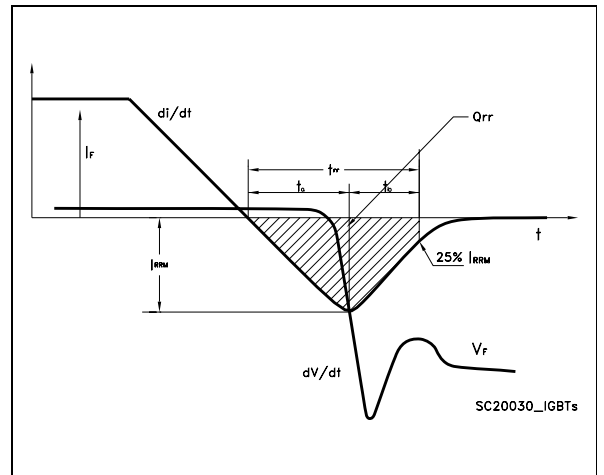 di/dt
Qrr
IF
trr
ta
tb
t
IRRM
25% IRRM
dV/dt
VF
SC20030_IGBTs